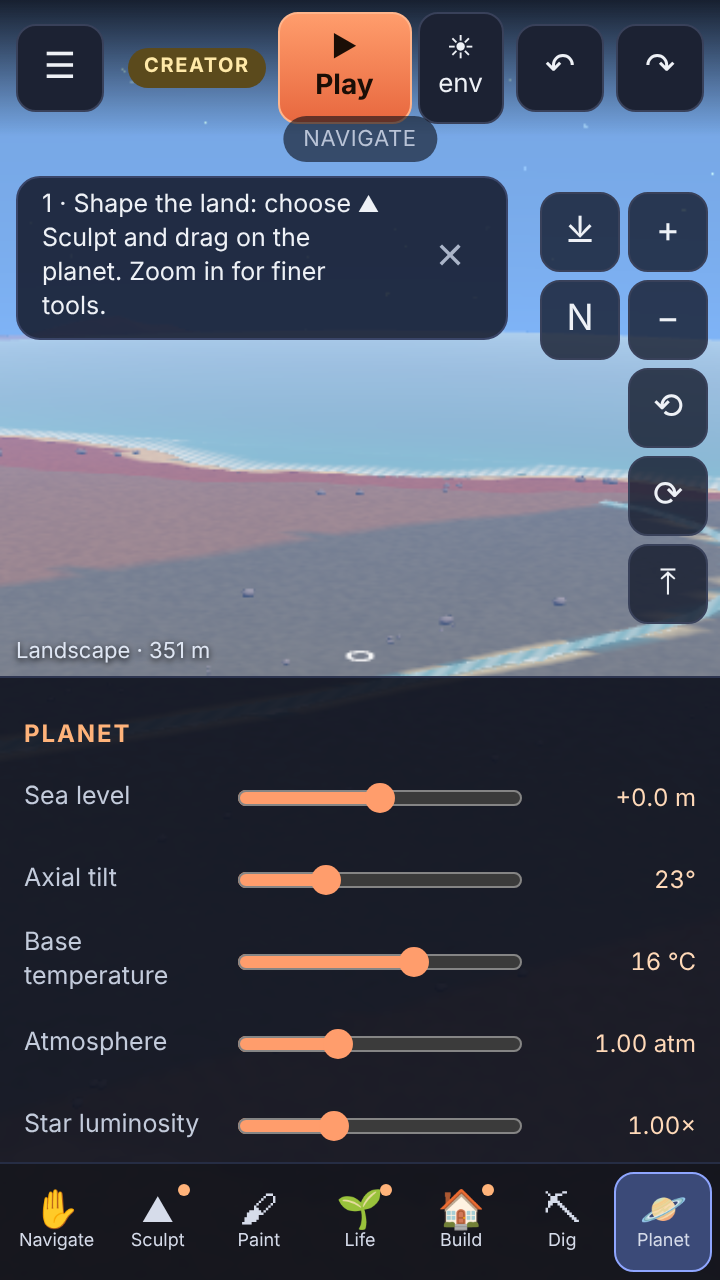 CREATOR
Play
env
NAVIGATE
1 · Shape the land: choose ▲
Sculpt and drag on the
planet. Zoom in for finer
tools.
N
Landscape · 351 m
PLANET
Sea level
+0.0 m
Axial tilt
23°
Base
temperature
16 °C
Atmosphere
1.00 atm
Star luminosity
1.00×
Navigate
Sculpt
Paint
Life
Build
Dig
Planet